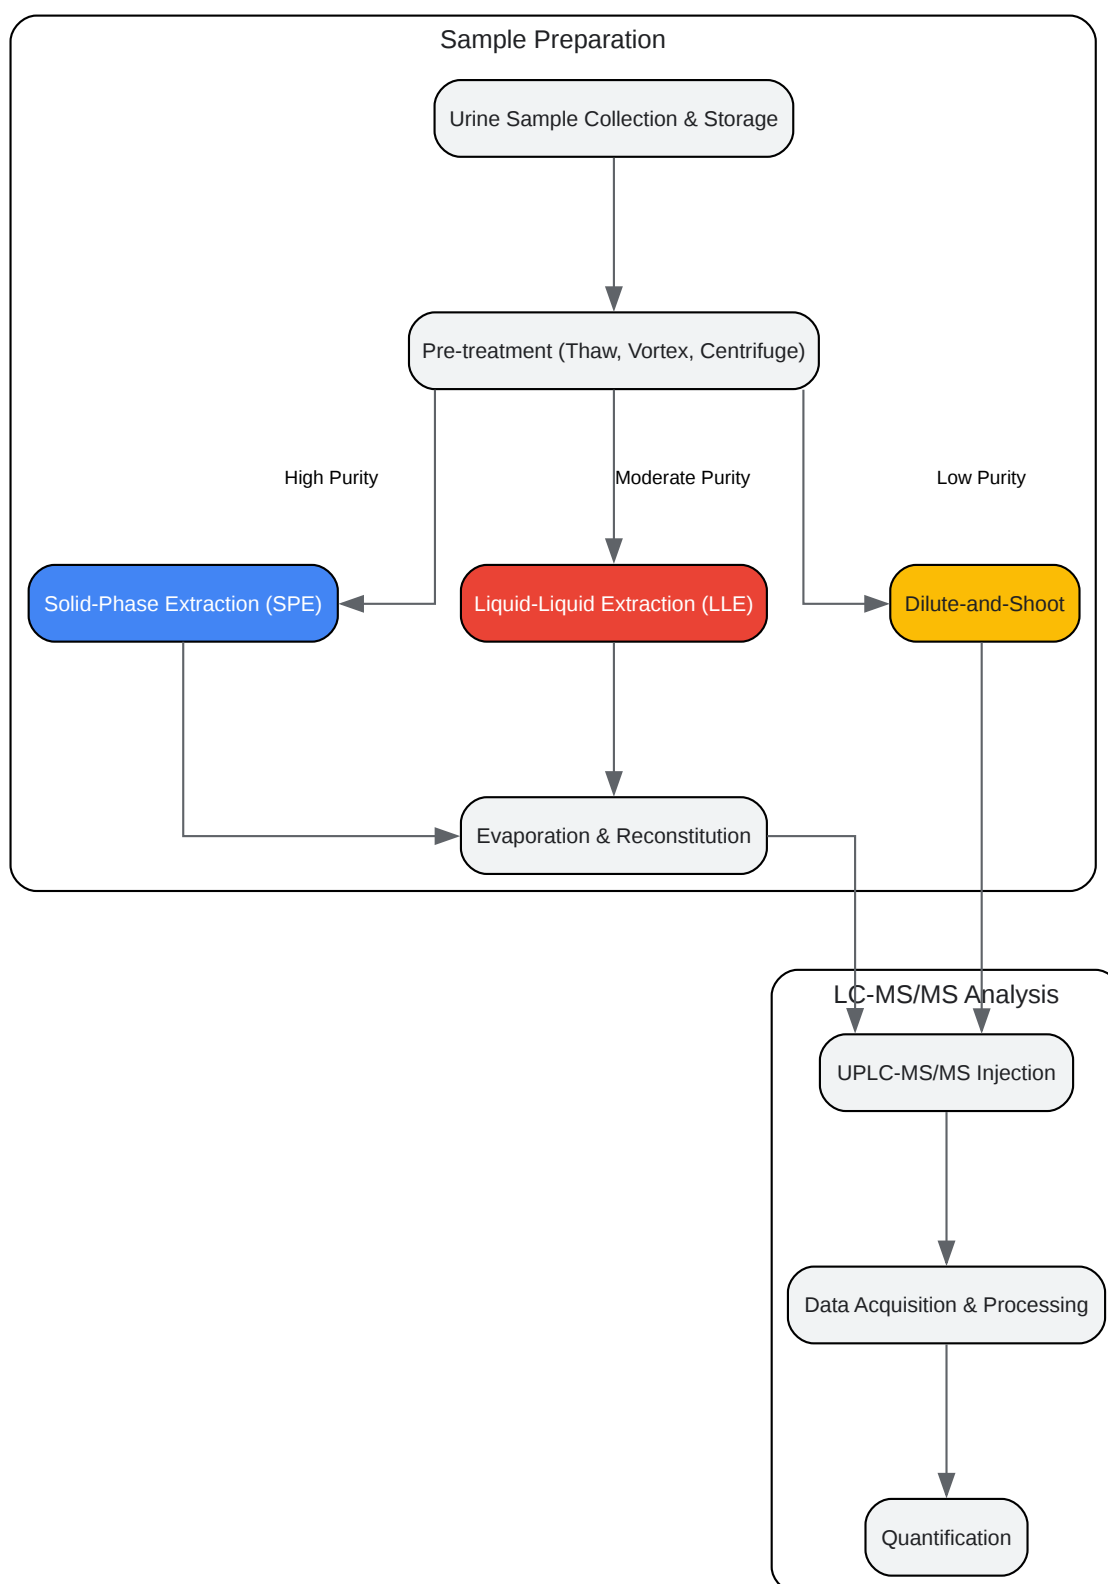 Sample Preparation
Urine Sample Collection & Storage
Pre-treatment (Thaw, Vortex, Centrifuge)
High Purity
Moderate Purity
Low Purity
Solid-Phase Extraction (SPE)
Liquid-Liquid Extraction (LLE)
Dilute-and-Shoot
Evaporation & Reconstitution
LC-MS/MS Analysis
UPLC-MS/MS Injection
Data Acquisition & Processing
Quantification